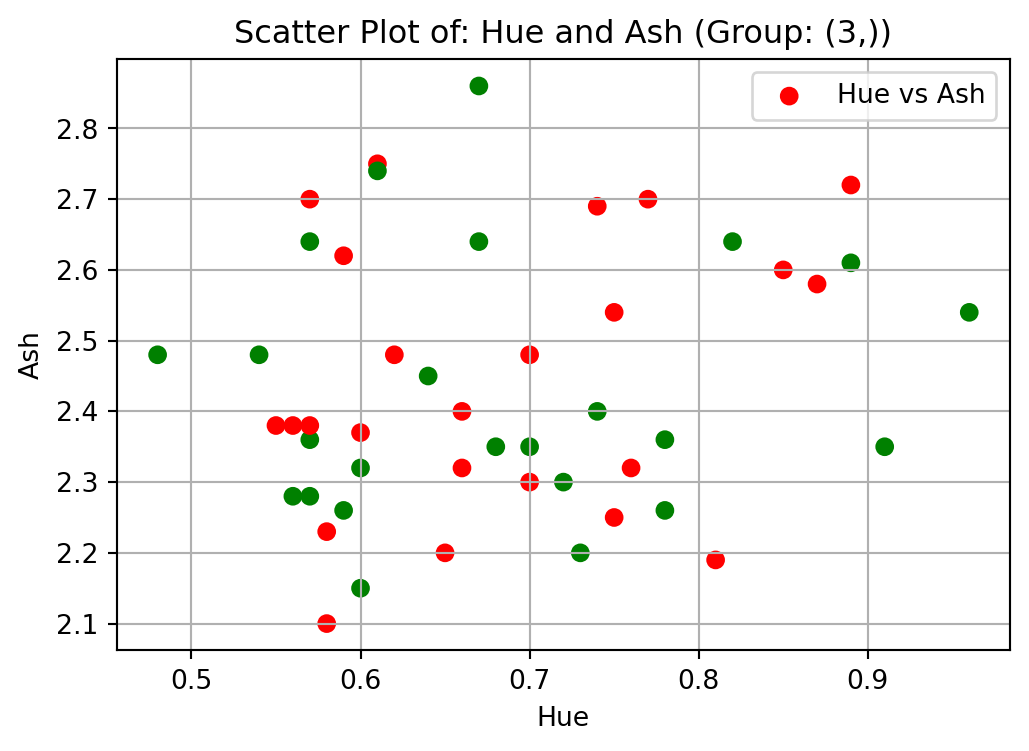 Scatter Plot of: Hue and Ash (Group: (3,))
Hue vs Ash
2.8
2.7
2.6
2.5
2.4
2.3
2.2
2.1
Ash
0.5 0.6 0.7 0.8 0.9
Hue